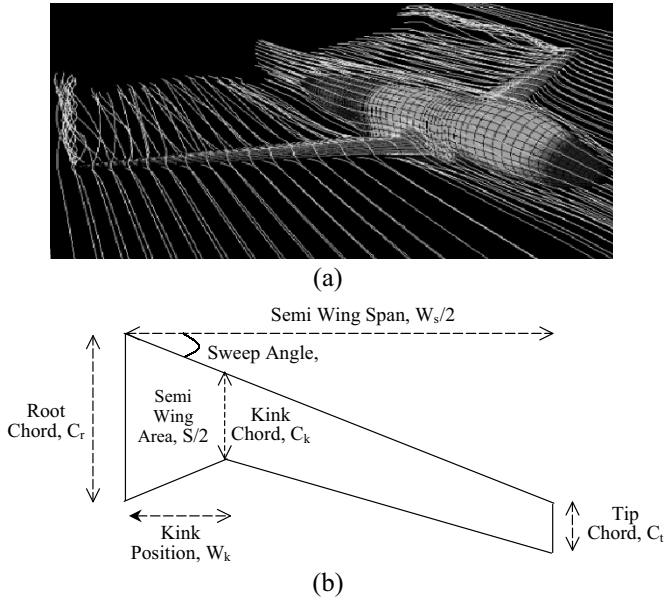 (a)
Semi Wing Span, Wₛ/2
Sweep Angle,
Root
Chord, Cᵣ
Semi
Wing
Area, S/2
Kink
Chord, Cₖ
Tip
Chord, Cₜ
Kink
Position, Wₖ
(b)